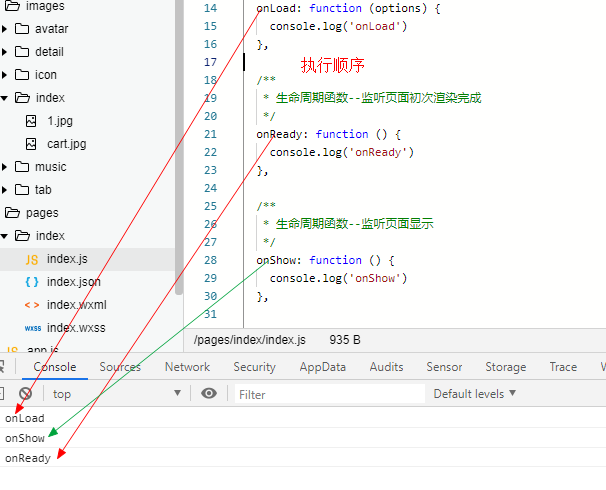 images
avatar
detail
icon
index
1.jpg
cart.jpg
music
tab
pages
index
JS index.js
{ } index.json
< > index.wxml
wxss index.wxss
JS app.js
14 onLoad: function (options) {
15 console.log('onLoad')
16 },
17
执行顺序
18 /**
19 * 生命周期函数--监听页面初次渲染完成
20 */
21 onReady: function () {
22 console.log('onReady')
23 },
24
25 /**
26 * 生命周期函数--监听页面显示
27 */
28 onShow: function () {
29 console.log('onShow')
30 },
31
/pages/index/index.js 935 B
Console Sources Network Security AppData Audits Sensor Storage Trace W
top Filter Default levels ▼
onLoad
onShow
onReady